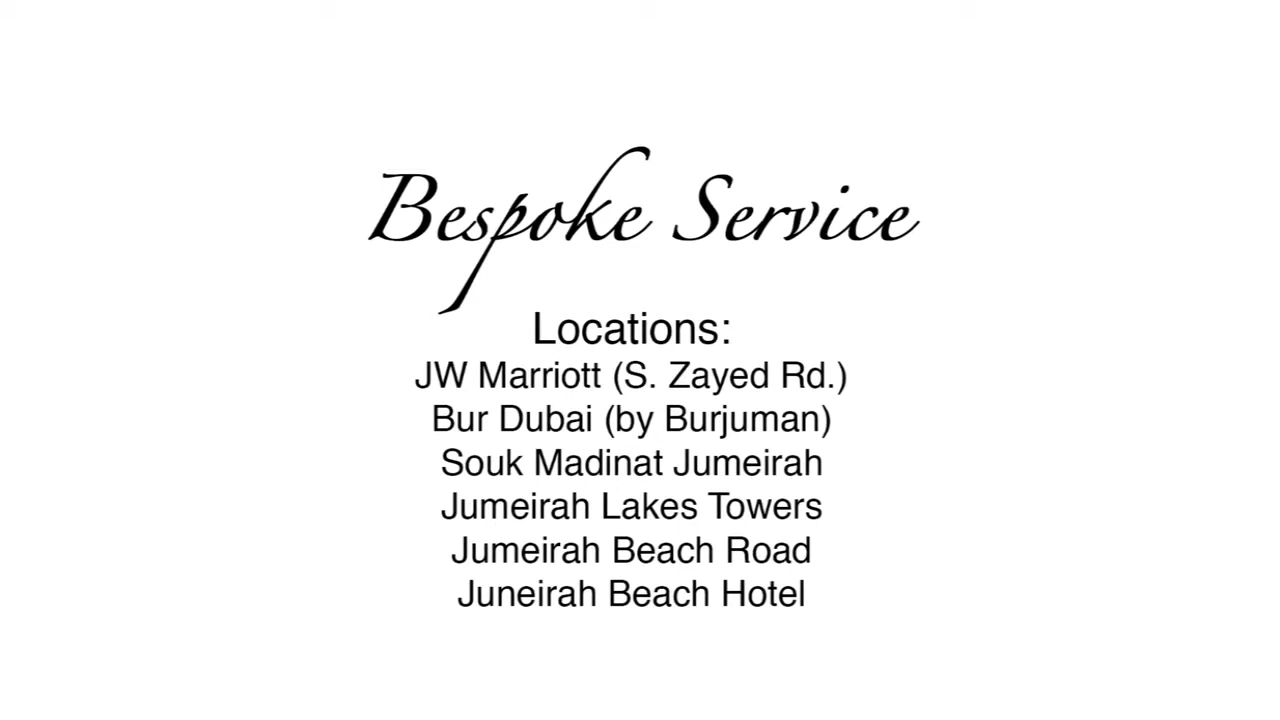 Bespoke Service
Locations:
JW Marriott (S. Zayed Rd.)
Bur Dubai (by Burjuman)
Souk Madinat Jumeirah
Jumeirah Lakes Towers
Jumeirah Beach Road
Juneirah Beach Hotel